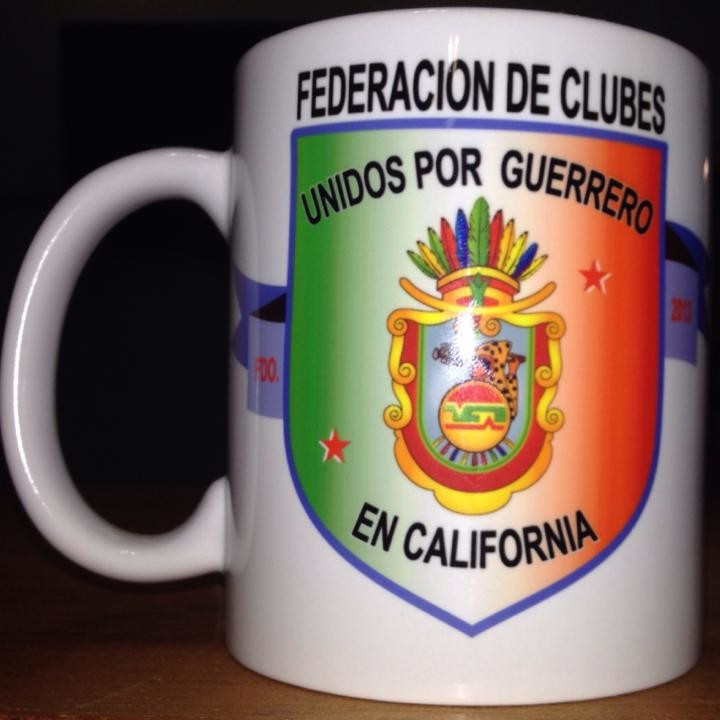 FEDERACION DE CLUBES
UNIDOS POR GUERRERO
FDO.
2013
EN CALIFORNIA